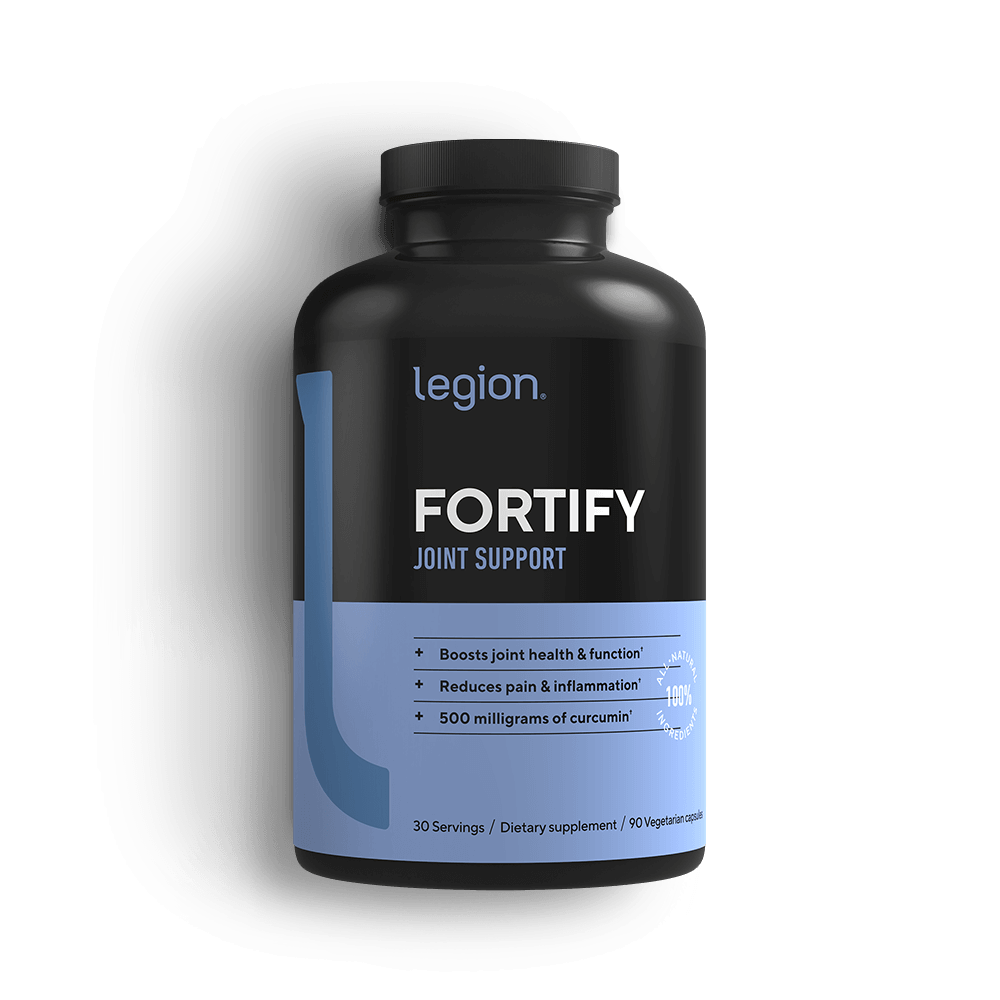 legion®
FORTIFY
JOINT SUPPORT
+ Boosts joint health & function†
+ Reduces pain & inflammation†
+ 500 milligrams of curcumin†
ALL-NATURAL
100%
INGREDIENTS
30 Servings / Dietary supplement / 90 Vegetarian capsules